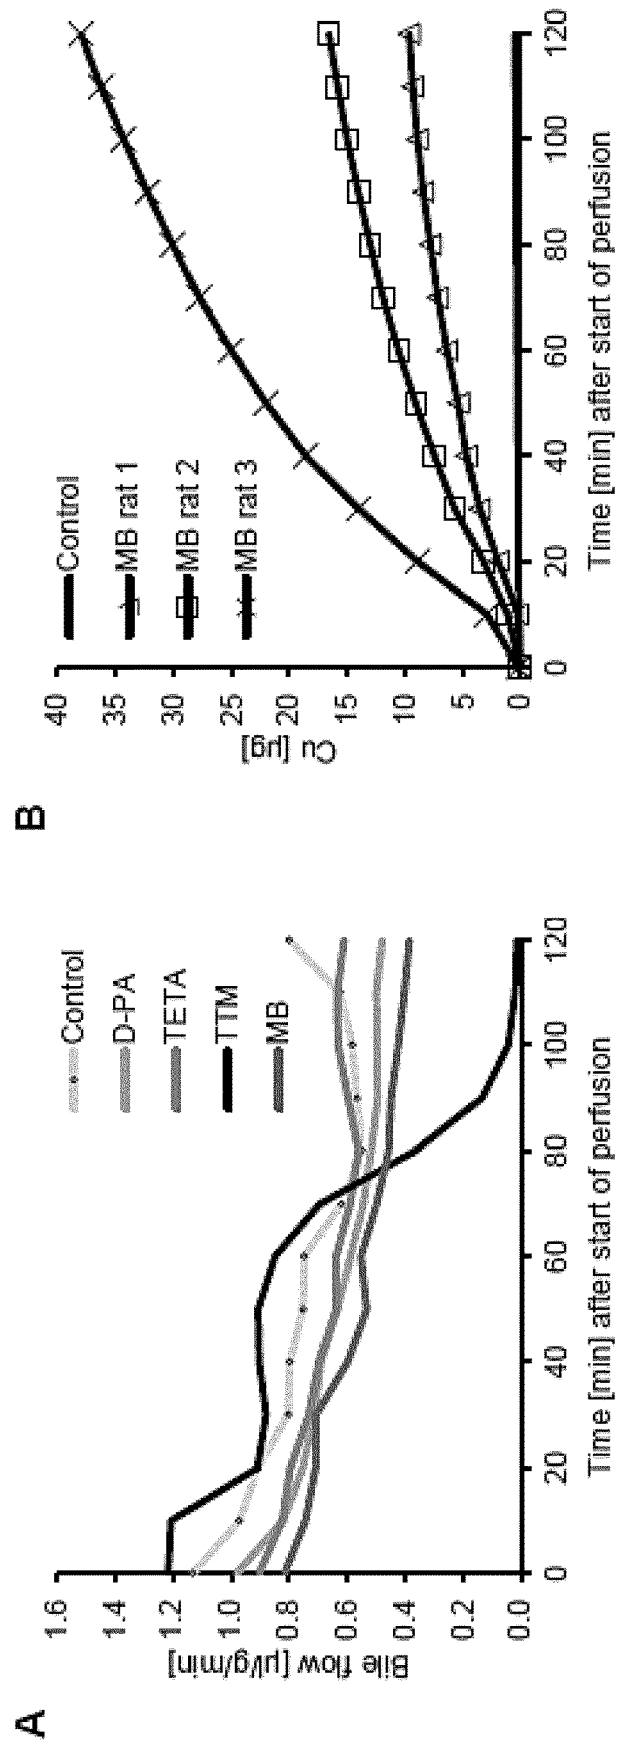 A
Bile flow [µl/g/min]
1.6
1.4
1.2
1.0
0.8
0.6
0.4
0.2
0.0
0 20 40 60 80 100 120
Time [min] after start of perfusion
Control
D-PA
TETA
TTM
MB
B
Cu [µg]
40
35
30
25
20
15
10
5
0
0 20 40 60 80 100 120
Time [min] after start of perfusion
Control
MB rat 1
MB rat 2
MB rat 3